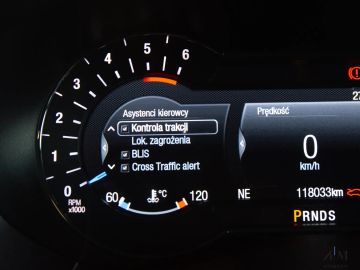 5
6
4
3
2
1
0
RPM
x1000
Asystenci kierowcy
Kontrola trakcji
Lok. zagrożenia
BLIS
Cross Traffic alert
60 °C 120
Prędkość
0
km/h
NE 118033km
PRNDS